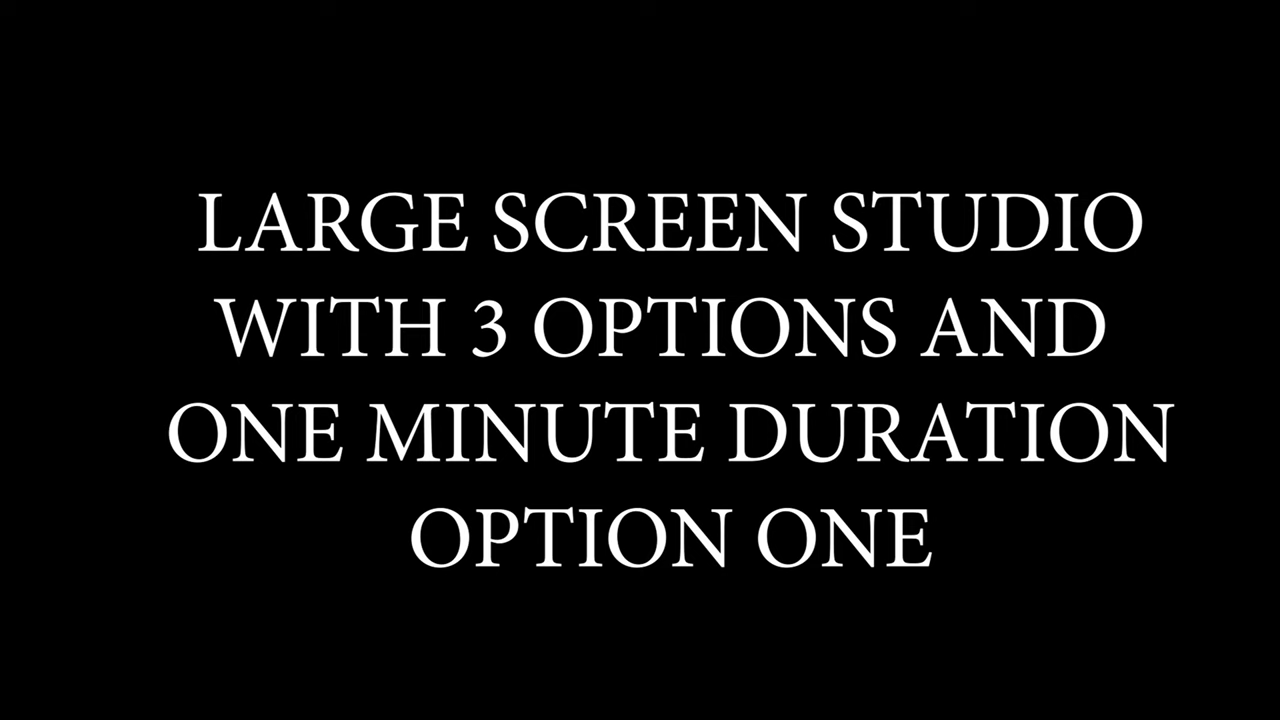 LARGE SCREEN STUDIO
WITH 3 OPTIONS AND
ONE MINUTE DURATION
OPTION ONE